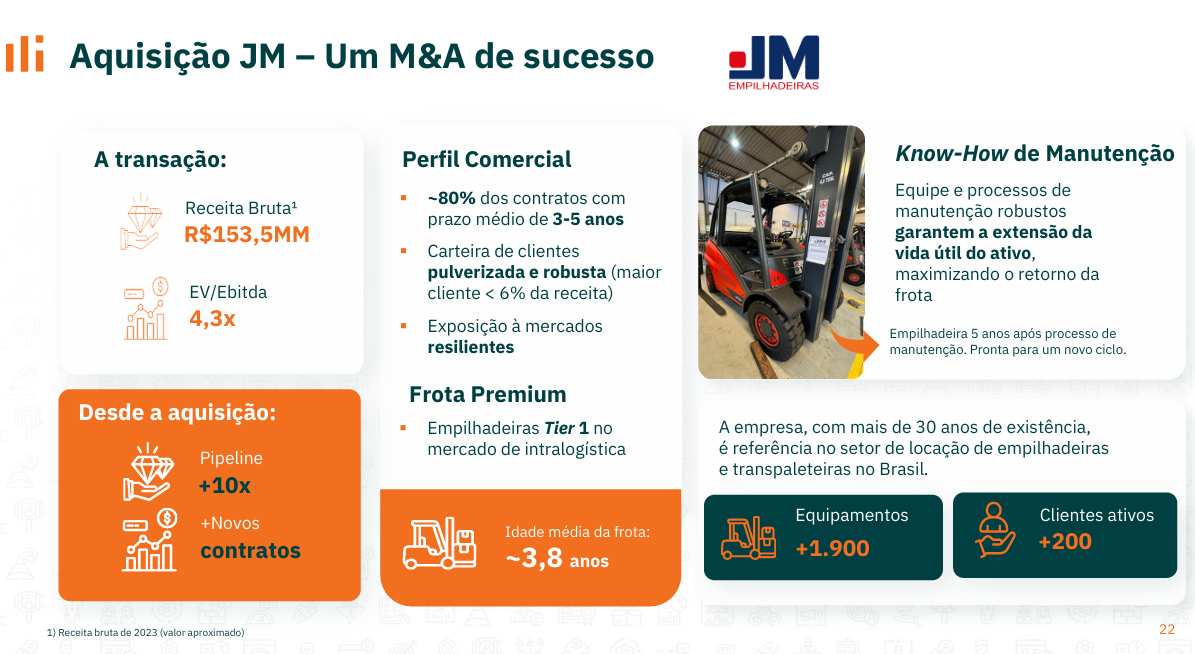 Aquisição JM – Um M&A de sucesso
JM
EMPILHADEIRAS
A transação:
Receita Bruta¹
R$153,5MM
EV/Ebitda
4,3x
Desde a aquisição:
Pipeline
+10x
+Novos
contratos
Perfil Comercial
~80% dos contratos com
prazo médio de 3-5 anos
Carteira de clientes
pulverizada e robusta (maior
cliente < 6% da receita)
Exposição à mercados
resilientes
Frota Premium
Empilhadeiras Tier 1 no
mercado de intralogística
Idade média da frota:
~3,8 anos
Know-How de Manutenção
Equipe e processos de
manutenção robustos
garantem a extensão da
vida útil do ativo,
maximizando o retorno da
frota
Empilhadeira 5 anos após processo de
manutenção. Pronta para um novo ciclo.
A empresa, com mais de 30 anos de existência,
é referência no setor de locação de empilhadeiras
e transpaleteiras no Brasil.
Equipamentos
+1.900
Clientes ativos
+200
1) Receita bruta de 2023 (valor aproximado)
22